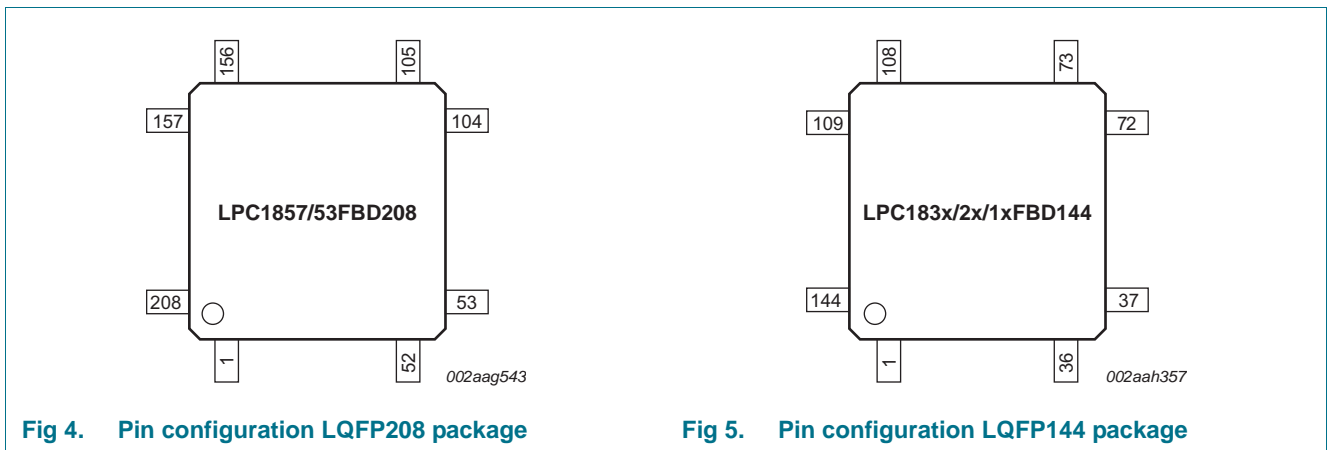 156
105
157
104
LPC1857/53FBD208
208
53
1
52
002aag543
Fig 4. Pin configuration LQFP208 package
108
73
109
72
LPC183x/2x/1xFBD144
144
37
1
36
002aah357
Fig 5. Pin configuration LQFP144 package